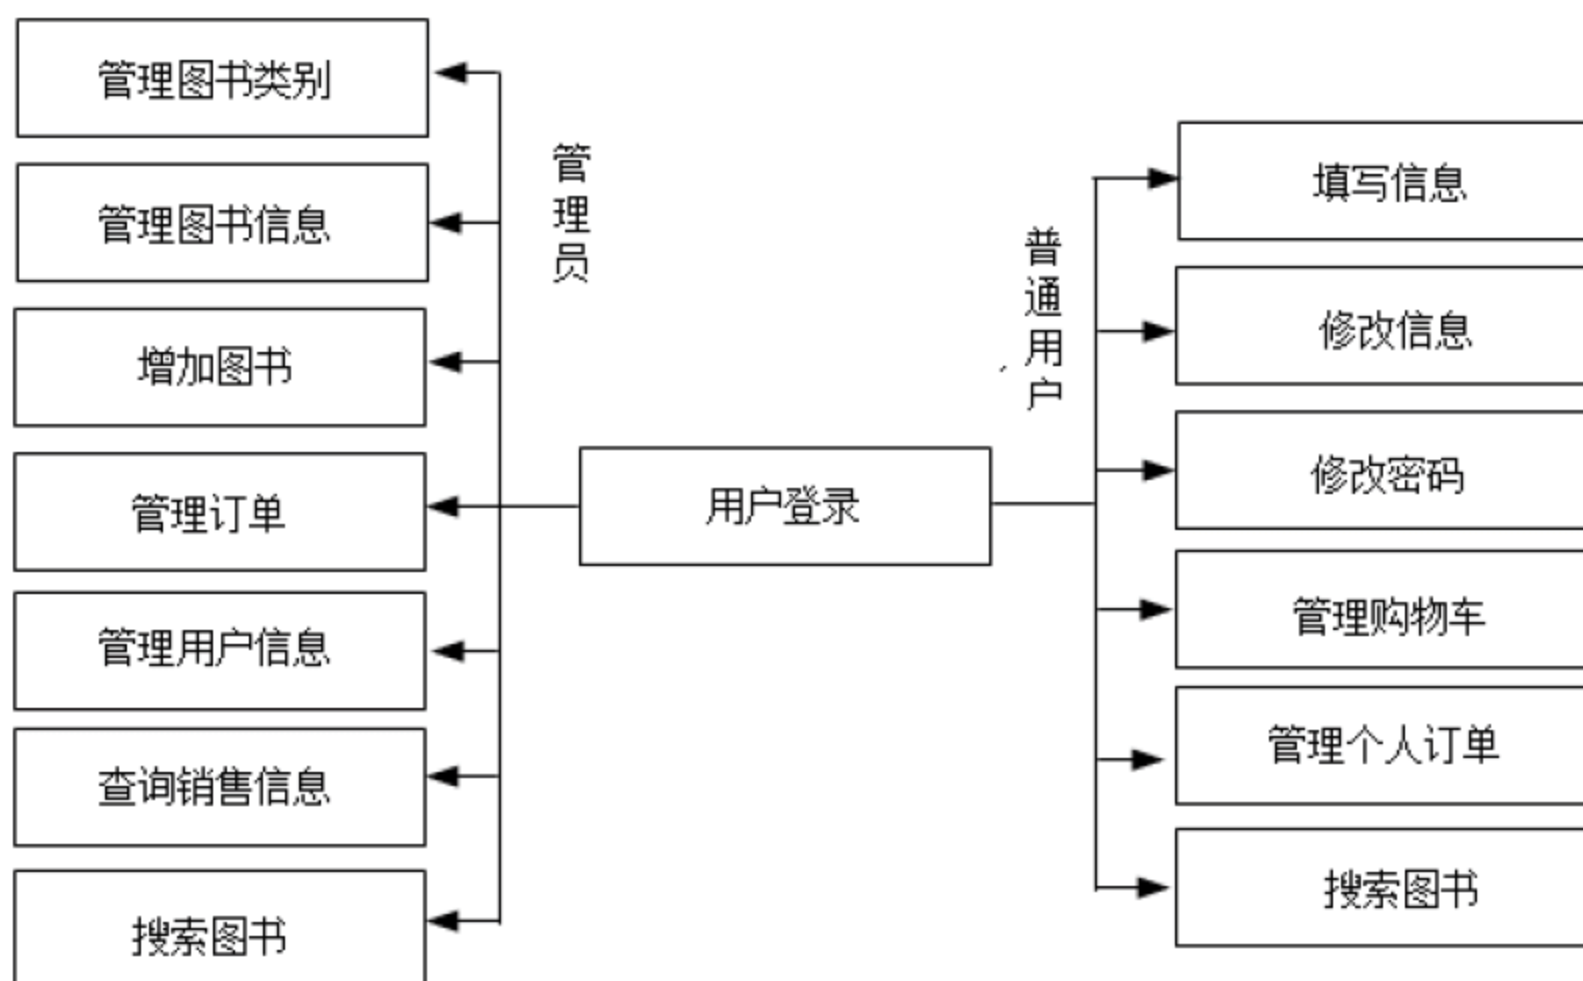 管理图书类别
管理图书信息
增加图书
管理订单
管理用户信息
查询销售信息
搜索图书
管理员
用户登录
普通用户
填写信息
修改信息
修改密码
管理购物车
管理个人订单
搜索图书